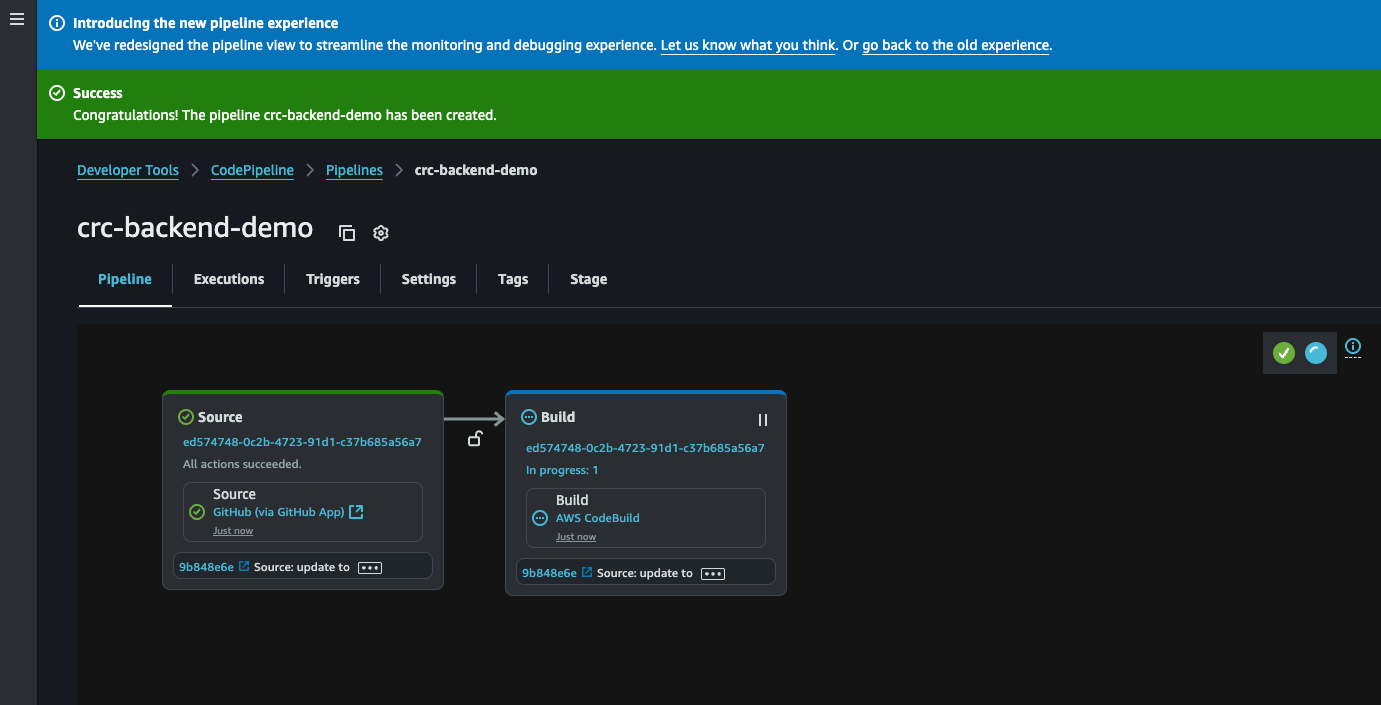 Introducing the new pipeline experience
We've redesigned the pipeline view to streamline the monitoring and debugging experience. Let us know what you think. Or go back to the old experience.
Success
Congratulations! The pipeline crc-backend-demo has been created.
Developer Tools > CodePipeline > Pipelines > crc-backend-demo
crc-backend-demo
Pipeline Executions Triggers Settings Tags Stage
Source
ed574748-0c2b-4723-91d1-c37b685a56a7
All actions succeeded.
Source
GitHub (via GitHub App)
Just now
9b848e6e Source: update to
Build
ed574748-0c2b-4723-91d1-c37b685a56a7
In progress: 1
Build
AWS CodeBuild
Just now
9b848e6e Source: update to